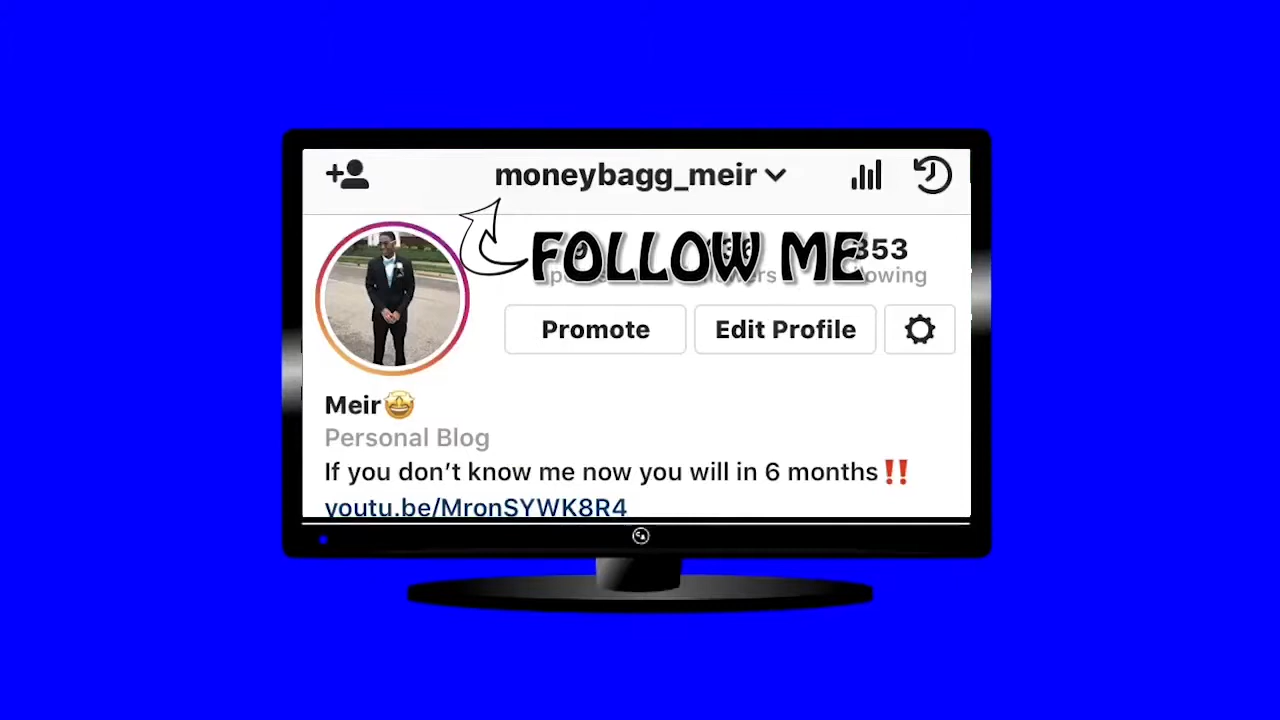 moneybagg_meir
FOLLOW ME
353
Promote
Edit Profile
Meir🤩
Personal Blog
If you don’t know me now you will in 6 months‼️
youtu.be/MronSYWK8R4